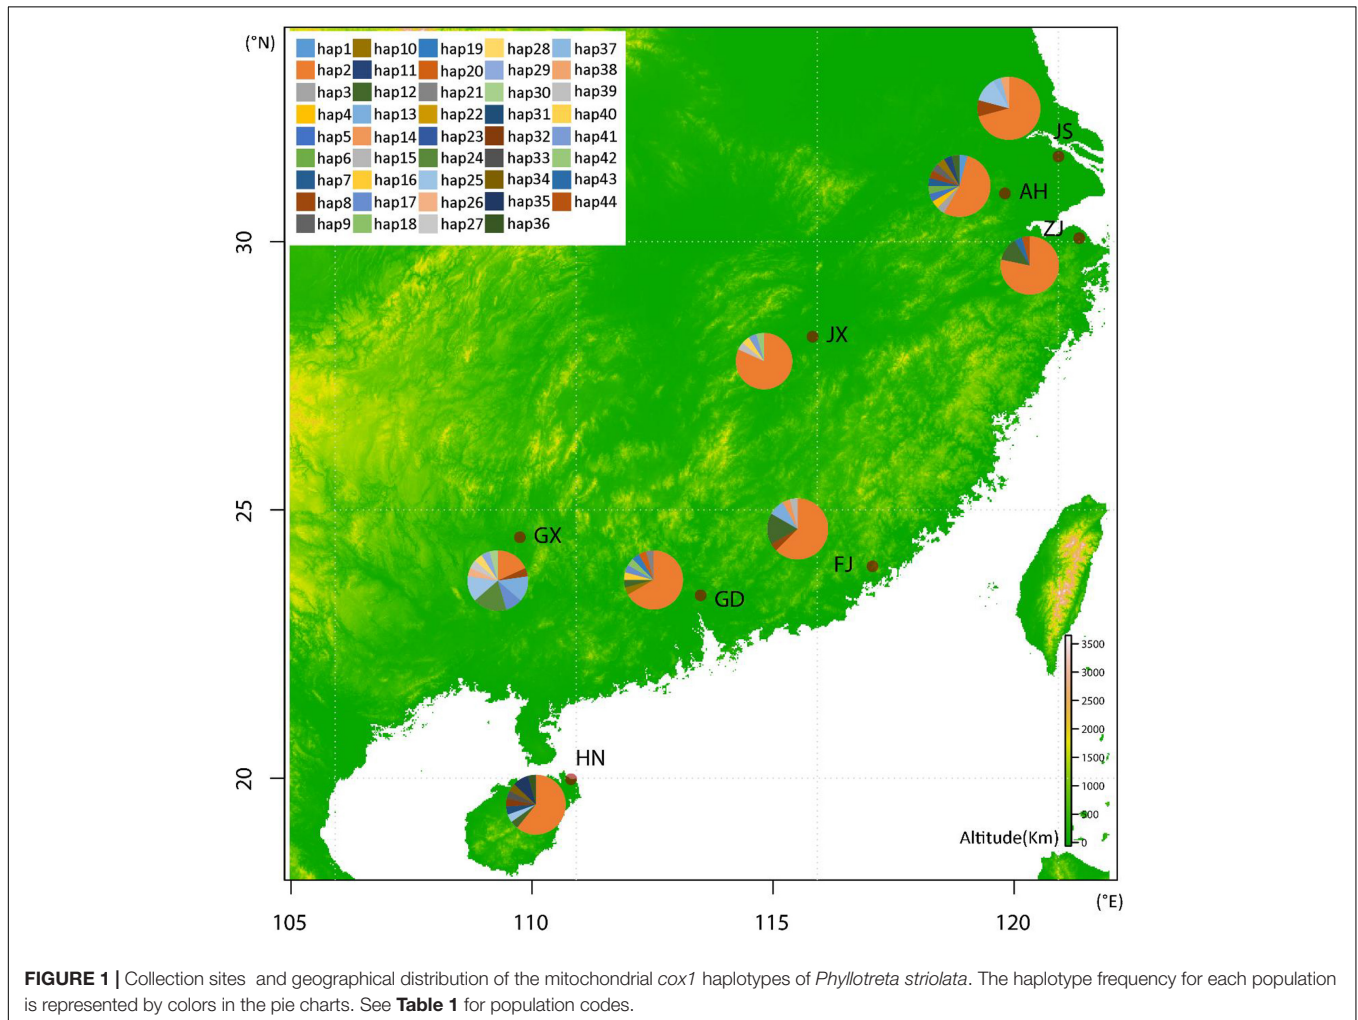 (°N)
hap1 hap10 hap19 hap28 hap37
hap2 hap11 hap20 hap29 hap38
hap3 hap12 hap21 hap30 hap39
hap4 hap13 hap22 hap31 hap40
hap5 hap14 hap23 hap32 hap41
hap6 hap15 hap24 hap33 hap42
hap7 hap16 hap25 hap34 hap43
hap8 hap17 hap26 hap35 hap44
hap9 hap18 hap27 hap36
JS
AH
ZJ
30
JX
25
GX
FJ
GD
3500
3000
2500
2000
1500
1000
500
0
HN
20
Altitude(Km)
105 110 115 120
(°E)
FIGURE 1 | Collection sites and geographical distribution of the mitochondrial cox1 haplotypes of Phyllotreta striolata. The haplotype frequency for each population
is represented by colors in the pie charts. See Table 1 for population codes.